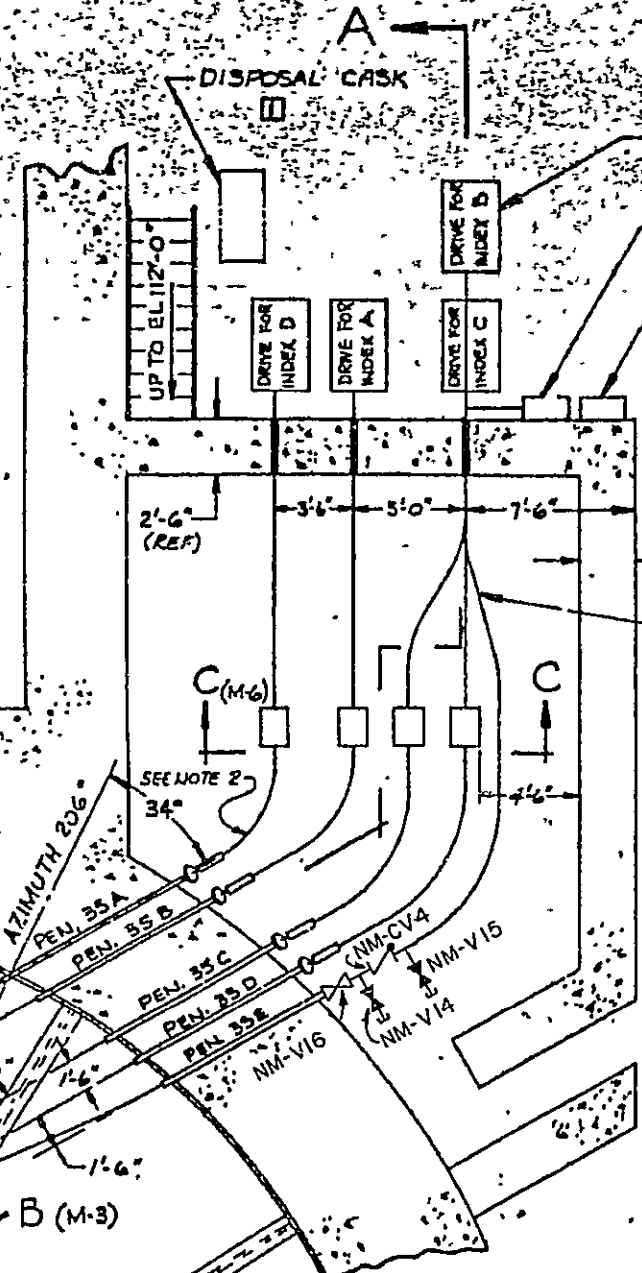 A
DISPOSAL CASK
DRIVE FOR
INDEX B
UP TO EL 112'-0"
DRIVE FOR
INDEX D
DRIVE FOR
INDEX A
DRIVE FOR
INDEX C
2'-6"
(REF)
3'-6"
5'-0"
7'-6"
C (M-6)
C
SEE NOTE 2
34°
4'-6"
AZIMUTH 206°
PEN. 35A
PEN. 35B
PEN. 35C
PEN. 35D
PEN. 35E
NM-CV4
NM-V15
NM-V14
NM-V16
1'-6"
1'-6"
B (M-3)